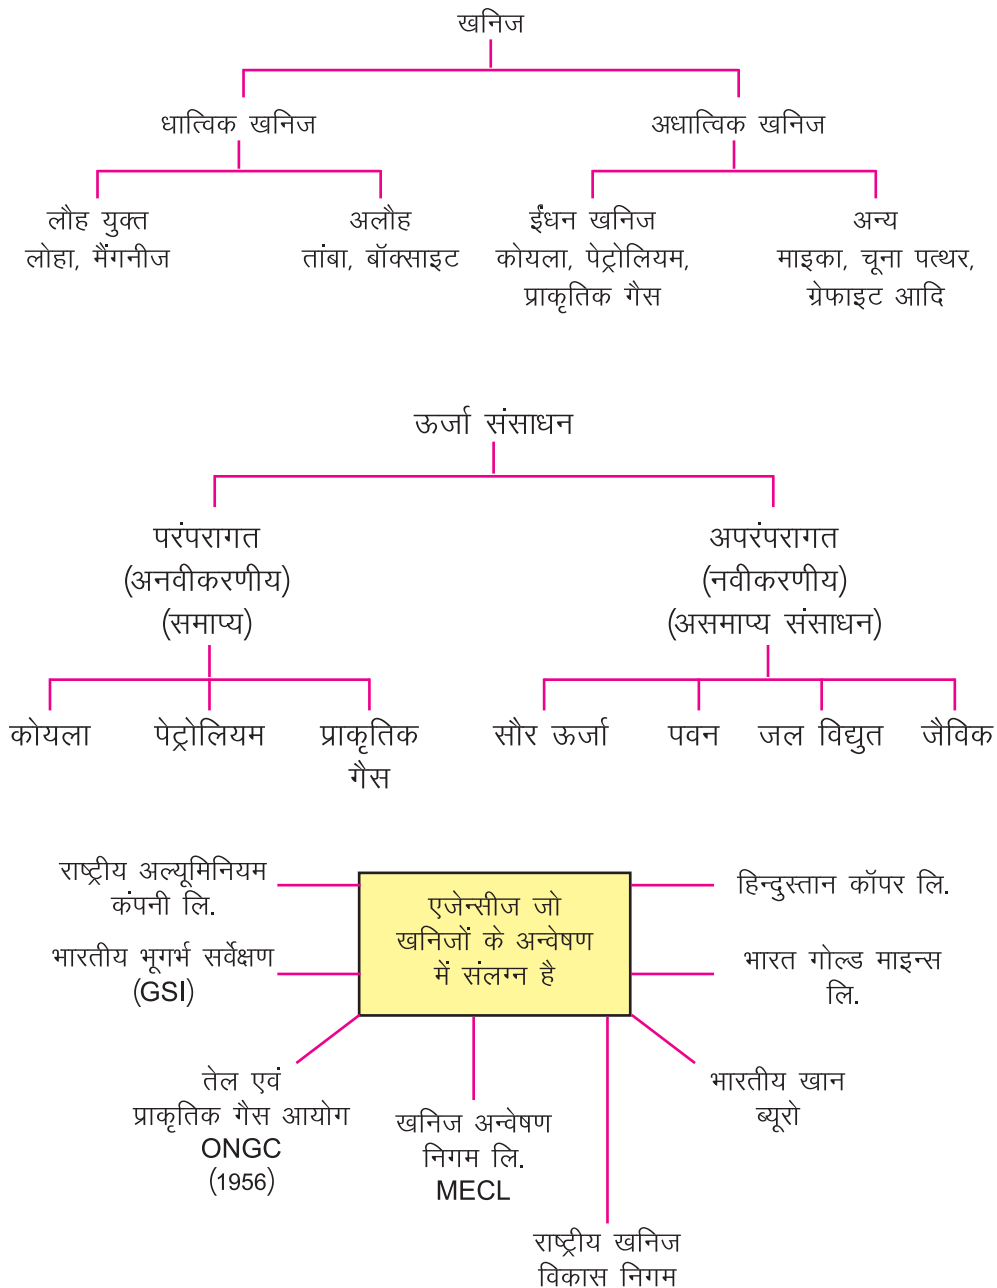 खनिज
धात्विक खनिज
अधात्विक खनिज
लौह युक्त
लोहा, मैंगनीज
अलौह
तांबा, बॉक्साइट
ईंधन खनिज
कोयला, पेट्रोलियम,
प्राकृतिक गैस
अन्य
माइका, चूना पत्थर,
ग्रेफाइट आदि
ऊर्जा संसाधन
परंपरागत
(अनवीकरणीय)
(समाप्य)
अपरंपरागत
(नवीकरणीय)
(असमाप्य संसाधन)
कोयला
पेट्रोलियम
प्राकृतिक
गैस
सौर ऊर्जा
पवन
जल विद्युत
जैविक
राष्ट्रीय अल्यूमिनियम
कंपनी लि.
भारतीय भूगर्भ सर्वेक्षण
(GSI)
एजेन्सीज जो
खनिजों के अन्वेषण
में संलग्न है
हिन्दुस्तान कॉपर लि.
भारत गोल्ड माइन्स
लि.
तेल एवं
प्राकृतिक गैस आयोग
ONGC
(1956)
खनिज अन्वेषण
निगम लि.
MECL
भारतीय खान
ब्यूरो
राष्ट्रीय खनिज
विकास निगम